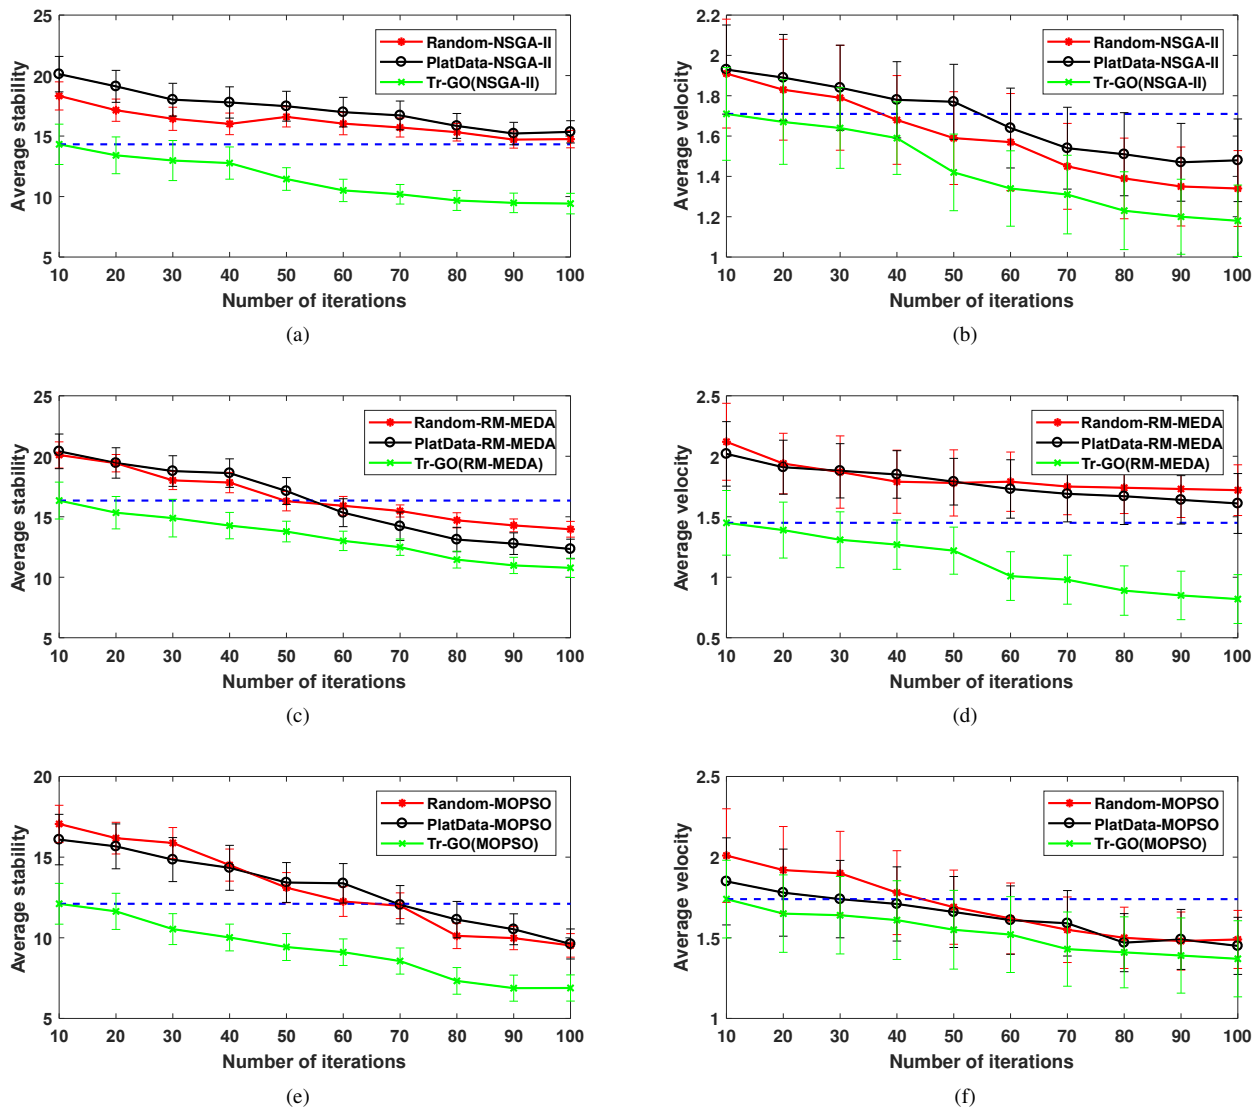 25
20
15
10
5
Average stability
Random-NSGA-II
PlatData-NSGA-II
Tr-GO(NSGA-II)
10 20 30 40 50 60 70 80 90 100
Number of iterations
(a)
2.2
2
1.8
1.6
1.4
1.2
1
Average velocity
Random-NSGA-II
PlatData-NSGA-II
Tr-GO(NSGA-II)
10 20 30 40 50 60 70 80 90 100
Number of iterations
(b)
25
20
15
10
5
Average stability
Random-RM-MEDA
PlatData-RM-MEDA
Tr-GO(RM-MEDA)
10 20 30 40 50 60 70 80 90 100
Number of iterations
(c)
2.5
2
1.5
1
0.5
Average velocity
Random-RM-MEDA
PlatData-RM-MEDA
Tr-GO(RM-MEDA)
10 20 30 40 50 60 70 80 90 100
Number of iterations
(d)
20
15
10
5
Average stability
Random-MOPSO
PlatData-MOPSO
Tr-GO(MOPSO)
10 20 30 40 50 60 70 80 90 100
Number of iterations
(e)
2.5
2
1.5
1
Average velocity
Random-MOPSO
PlatData-MOPSO
Tr-GO(MOPSO)
10 20 30 40 50 60 70 80 90 100
Number of iterations
(f)